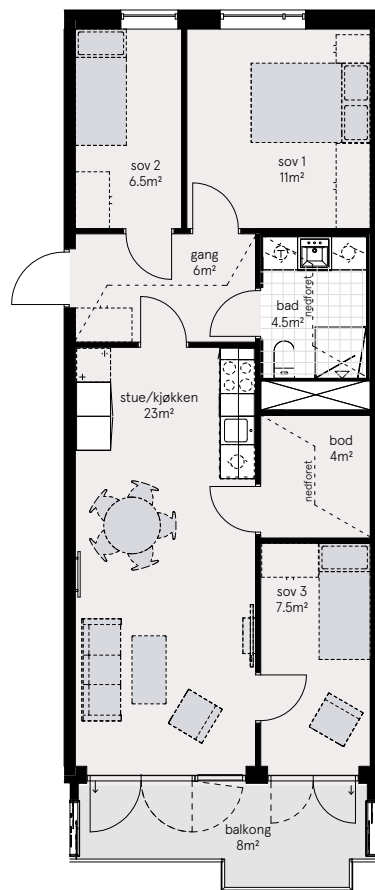 sov 2
6.5m²
sov 1
11m²
gang
6m²
bad
4.5m²
nedforet
T
stue/kjøkken
23m²
bod
4m²
nedforet
sov 3
7.5m²
balkong
8m²